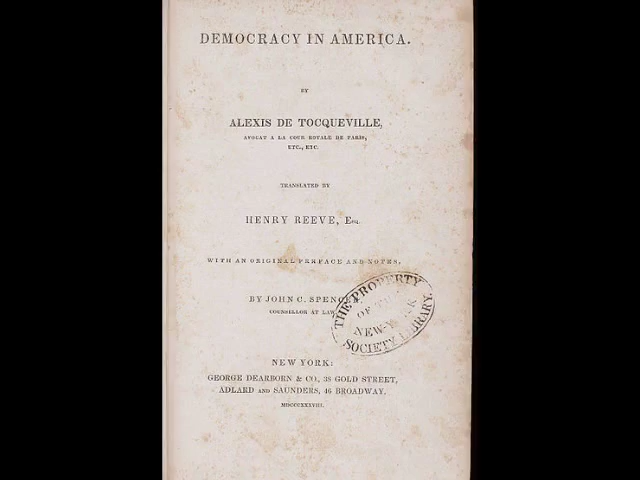 DEMOCRACY IN AMERICA.
BY
ALEXIS DE TOCQUEVILLE,
AVOCAT A LA COUR ROYALE DE PARIS,
ETC., ETC.
TRANSLATED BY
HENRY REEVE, Esq.
WITH AN ORIGINAL PREFACE AND NOTES,
BY JOHN C. SPENCER,
COUNSELLOR AT LAW
THE PROPERTY
OF THE
NEW-YORK
SOCIETY LIBRARY.
NEW YORK:
GEORGE DEARBORN & CO., 38 GOLD STREET,
ADLARD AND SAUNDERS, 46 BROADWAY.
MDCCCXXXVIII.